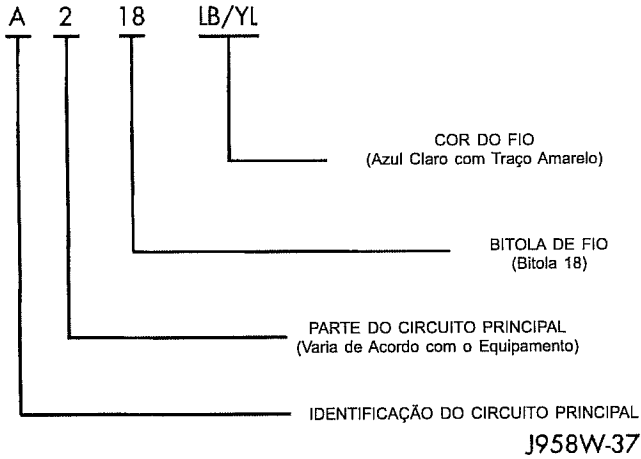 A 2 18 LB/YL
COR DO FIO
(Azul Claro com Traço Amarelo)
BITOLA DE FIO
(Bitola 18)
PARTE DO CIRCUITO PRINCIPAL
(Varia de Acordo com o Equipamento)
IDENTIFICAÇÃO DO CIRCUITO PRINCIPAL
J958W-37